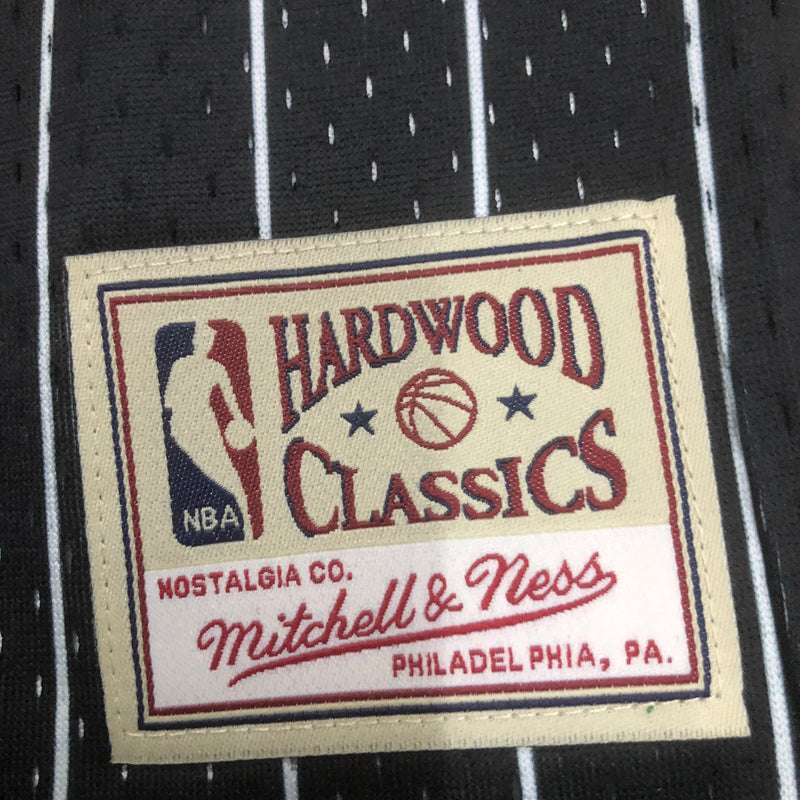 HARDWOOD
CLASSICS
NBA
NOSTALGIA CO.
Mitchell & Ness
PHILADELPHIA, PA.